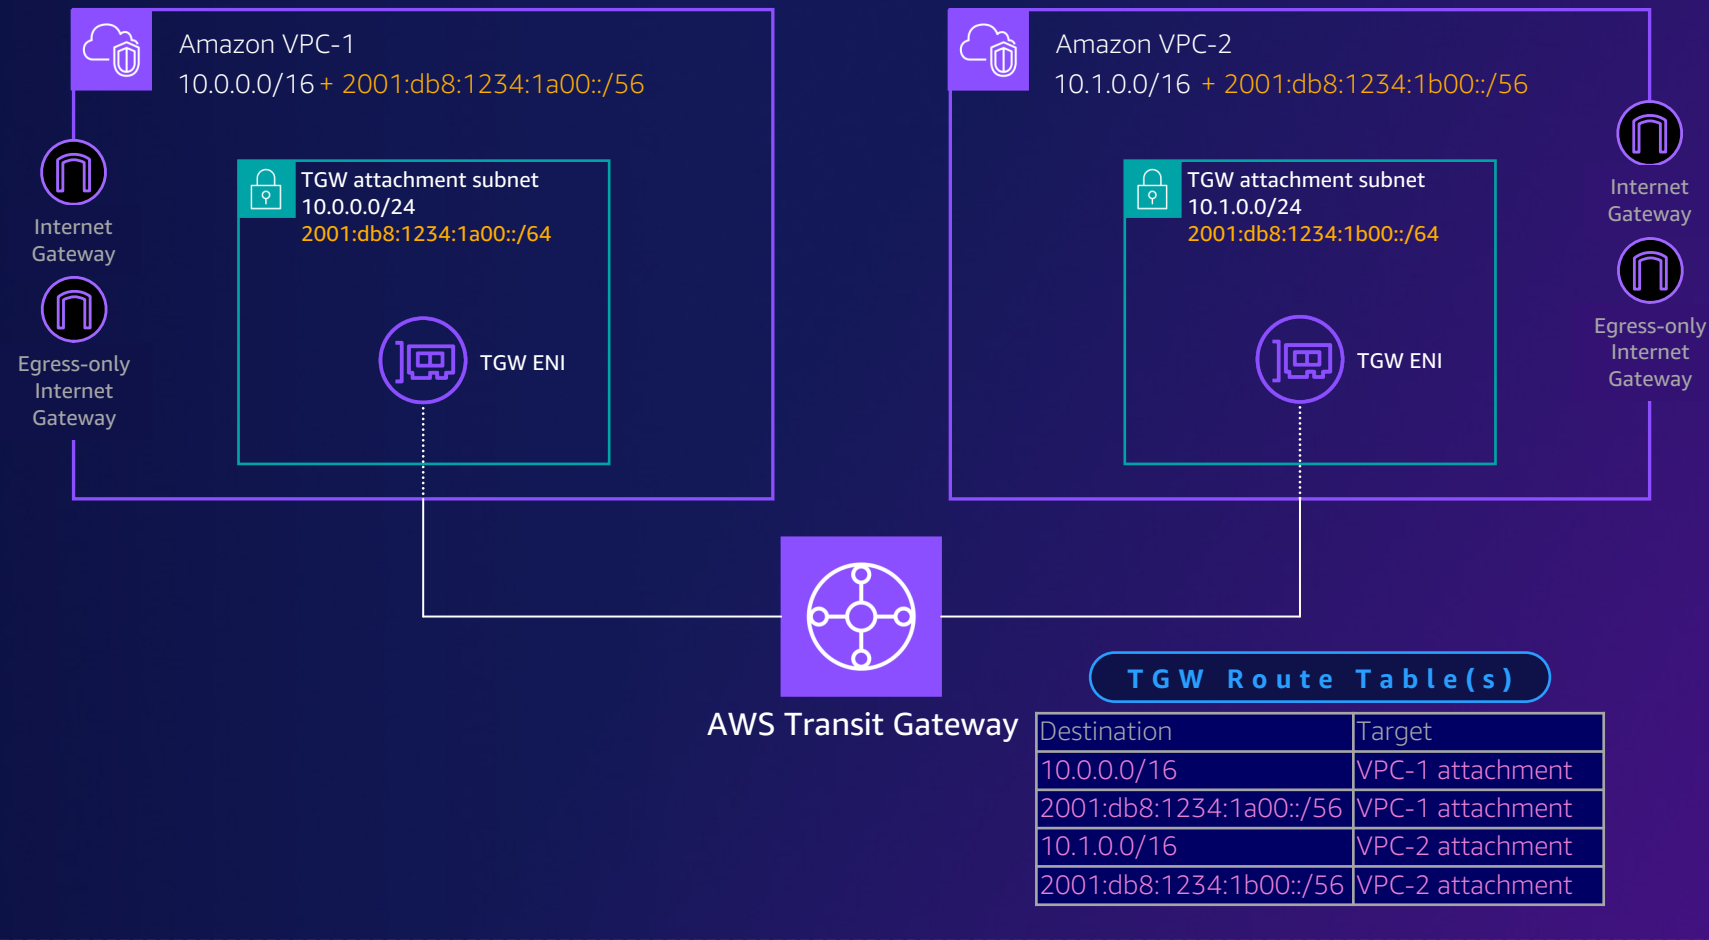 Amazon VPC-1
10.0.0.0/16 + 2001:db8:1234:1a00::/56
Internet
Gateway
Egress-only
Internet
Gateway
TGW attachment subnet
10.0.0.0/24
2001:db8:1234:1a00::/64
TGW ENI
Amazon VPC-2
10.1.0.0/16 + 2001:db8:1234:1b00::/56
TGW attachment subnet
10.1.0.0/24
2001:db8:1234:1b00::/64
TGW ENI
Internet
Gateway
Egress-only
Internet
Gateway
AWS Transit Gateway
TGW Route Table(s)
Destination Target
10.0.0.0/16 VPC-1 attachment
2001:db8:1234:1a00::/56 VPC-1 attachment
10.1.0.0/16 VPC-2 attachment
2001:db8:1234:1b00::/56 VPC-2 attachment